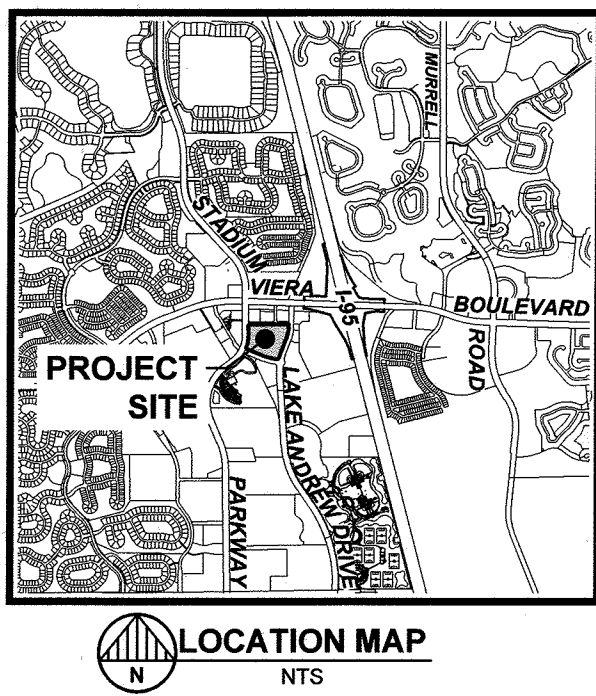 MURRELL
STADIUM
VIERA
I-95
BOULEVARD
ROAD
PROJECT
SITE
LAKE ANDREW DRIVE
PARKWAY
N
LOCATION MAP
NTS